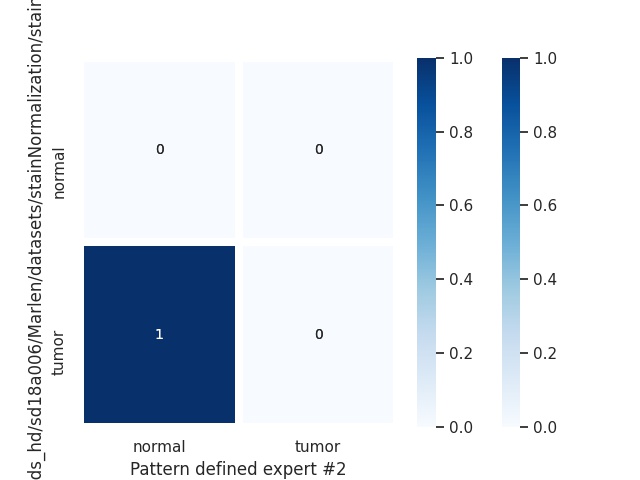 ds_hd/sd18a006/Marlen/datasets/stainNormalization/stain
normal
tumor
0
0
1
0
normal
tumor
Pattern defined expert #2
1.0
0.8
0.6
0.4
0.2
0.0
1.0
0.8
0.6
0.4
0.2
0.0